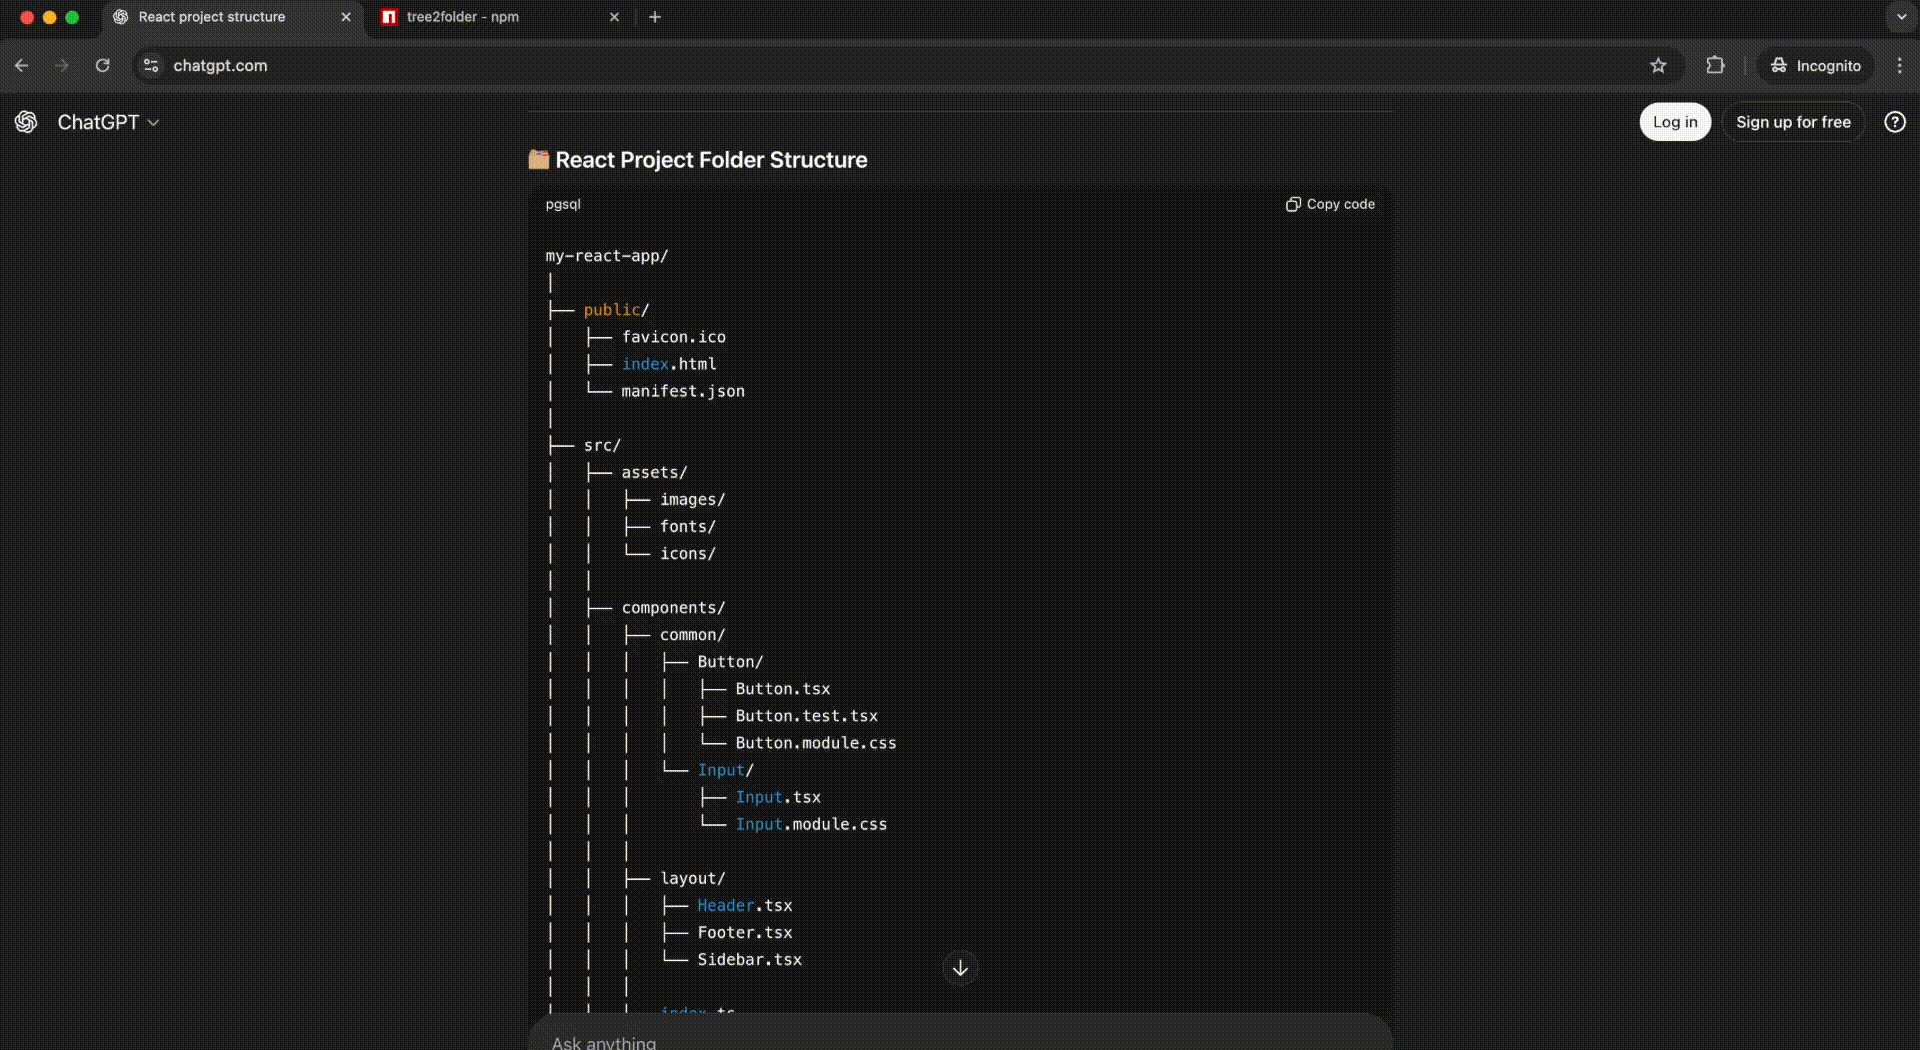 React project structure
tree2folder - npm
chatgpt.com
Incognito
ChatGPT
Log in
Sign up for free
React Project Folder Structure
pgsql
Copy code
my-react-app/
│
├── public/
│   ├── favicon.ico
│   ├── index.html
│   └── manifest.json
│
├── src/
│   ├── assets/
│   │   ├── images/
│   │   ├── fonts/
│   │   └── icons/
│   │
│   ├── components/
│   │   ├── common/
│   │   │   ├── Button/
│   │   │   │   ├── Button.tsx
│   │   │   │   ├── Button.test.tsx
│   │   │   │   └── Button.module.css
│   │   │   └── Input/
│   │   │       ├── Input.tsx
│   │   │       └── Input.module.css
│   │   │
│   │   ├── layout/
│   │   │   ├── Header.tsx
│   │   │   ├── Footer.tsx
│   │   │   └── Sidebar.tsx
│   │   │
│   │   │   index.ts
Ask anything